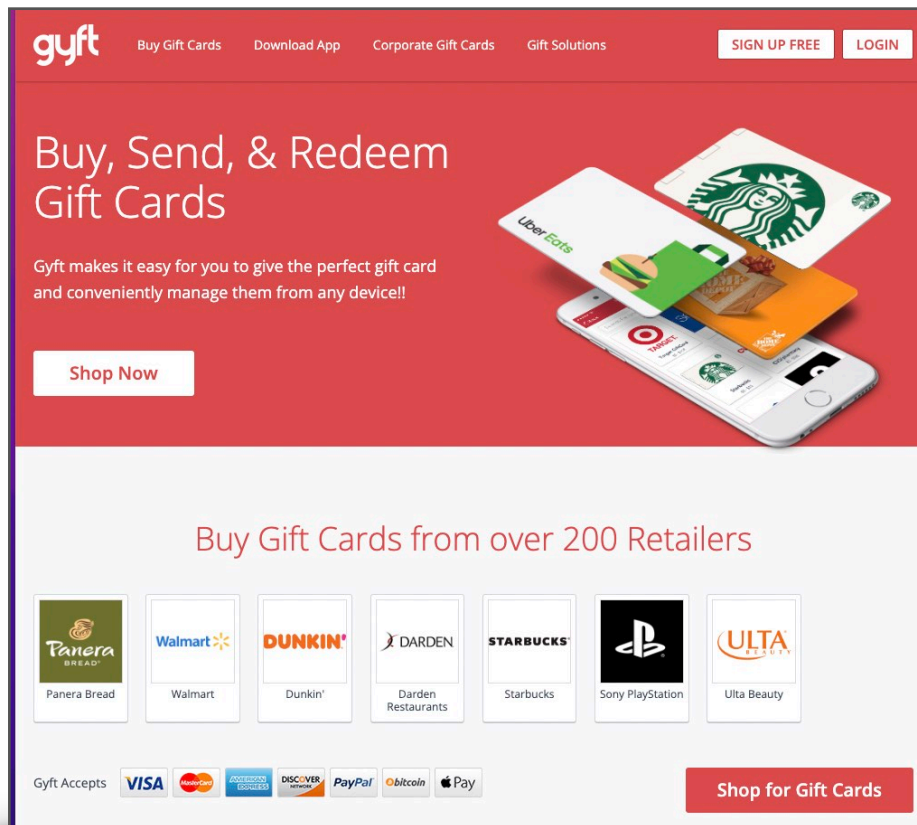 gyft
Buy Gift Cards
Download App
Corporate Gift Cards
Gift Solutions
SIGN UP FREE
LOGIN
Buy, Send, & Redeem
Gift Cards
Gyft makes it easy for you to give the perfect gift card
and conveniently manage them from any device!!
Shop Now
Uber Eats
TARGET
Starbucks
Buy Gift Cards from over 200 Retailers
Panera
BREAD®
Walmart
DUNKIN'
DARDEN
STARBUCKS®
ULTA
BEAUTY
Panera Bread
Walmart
Dunkin'
Darden
Restaurants
Starbucks
Sony PlayStation
Ulta Beauty
Gyft Accepts
VISA
MasterCard
AMERICAN
EXPRESS
DISCOVER
NETWORK
PayPal
bitcoin
Pay
Shop for Gift Cards